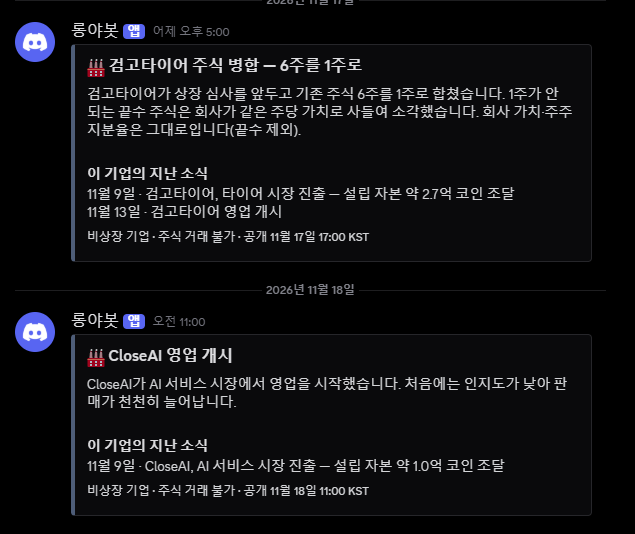 2026년 11월 17일
롱야봇 앱 어제 오후 5:00
검고타이어 주식 병합 — 6주를 1주로
검고타이어가 상장 심사를 앞두고 기존 주식 6주를 1주로 합쳤습니다. 1주가 안
되는 끝수 주식은 회사가 같은 주당 가치로 사들여 소각했습니다. 회사 가치·주주
지분율은 그대로입니다(끝수 제외).
이 기업의 지난 소식
11월 9일 · 검고타이어, 타이어 시장 진출 — 설립 자본 약 2.7억 코인 조달
11월 13일 · 검고타이어 영업 개시
비상장 기업 · 주식 거래 불가 · 공개 11월 17일 17:00 KST
2026년 11월 18일
롱야봇 앱 오전 11:00
CloseAI 영업 개시
CloseAI가 AI 서비스 시장에서 영업을 시작했습니다. 처음에는 인지도가 낮아 판
매가 천천히 늘어납니다.
이 기업의 지난 소식
11월 9일 · CloseAI, AI 서비스 시장 진출 — 설립 자본 약 1.0억 코인 조달
비상장 기업 · 주식 거래 불가 · 공개 11월 18일 11:00 KST